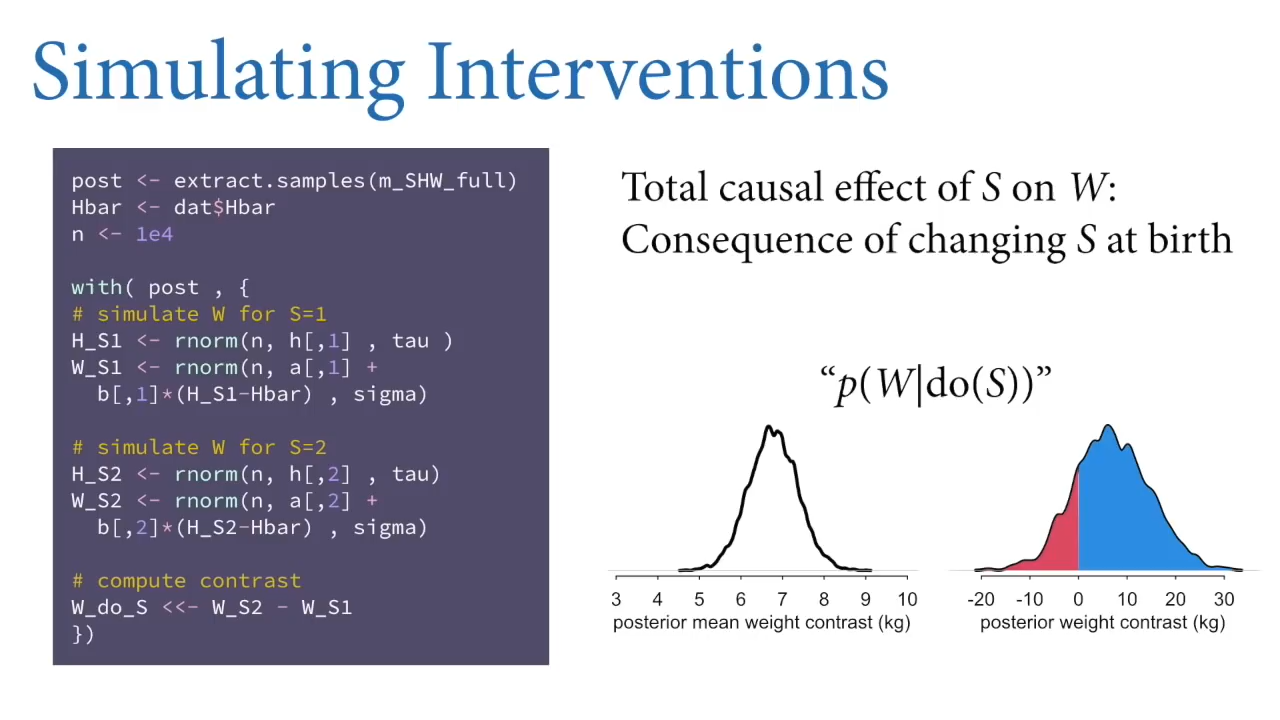 Simulating Interventions
post <- extract.samples(m_SHW_full)
Hbar <- dat$Hbar
n <- 1e4
with( post , {
# simulate W for S=1
H_S1 <- rnorm(n, h[,1] , tau )
W_S1 <- rnorm(n, a[,1] +
b[,1]*(H_S1-Hbar) , sigma)
# simulate W for S=2
H_S2 <- rnorm(n, h[,2] , tau)
W_S2 <- rnorm(n, a[,2] +
b[,2]*(H_S2-Hbar) , sigma)
# compute contrast
W_do_S <<- W_S2 - W_S1
})
Total causal effect of S on W:
Consequence of changing S at birth
“p(W|do(S))”
3 4 5 6 7 8 9 10
posterior mean weight contrast (kg)
-20 -10 0 10 20 30
posterior weight contrast (kg)